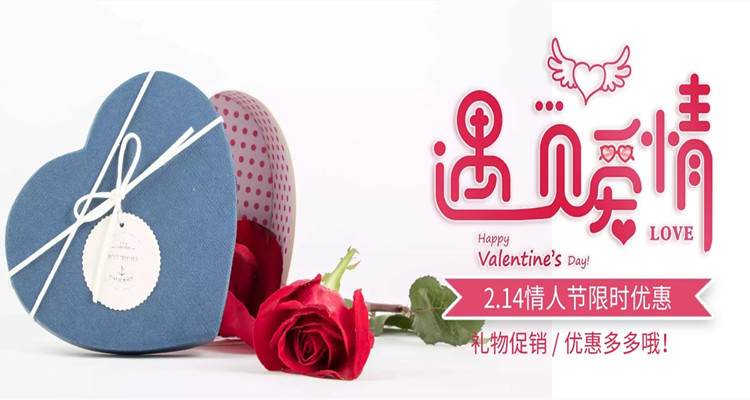 遇见爱情
LOVE
Happy
Valentine's Day!
2.14情人节限时优惠
礼物促销 / 优惠多多哦!